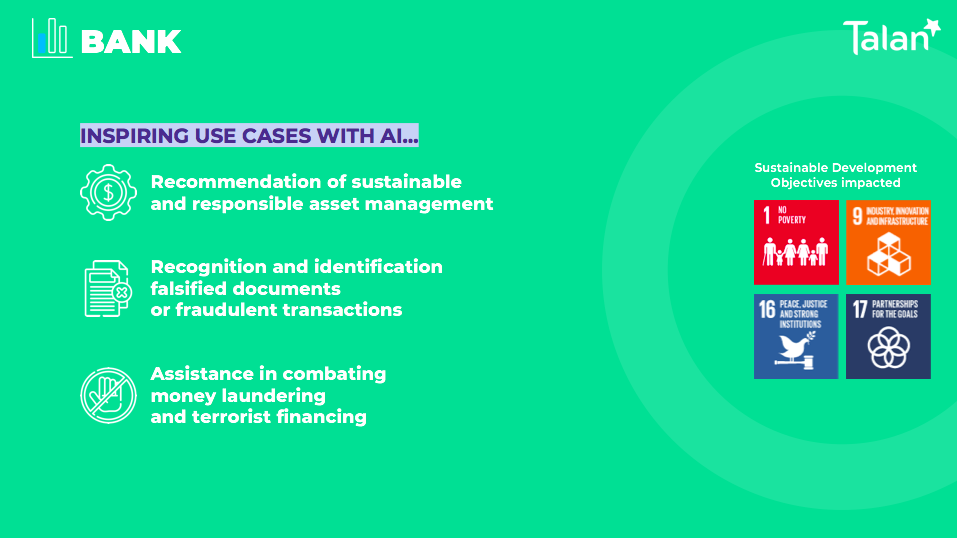 BANK
Talan
INSPIRING USE CASES WITH AI...
Recommendation of sustainable
and responsible asset management
Recognition and identification
falsified documents
or fraudulent transactions
Assistance in combating
money laundering
and terrorist financing
Sustainable Development
Objectives impacted
1 NO
POVERTY
9 INDUSTRY, INNOVATION
AND INFRASTRUCTURE
16 PEACE, JUSTICE
AND STRONG
INSTITUTIONS
17 PARTNERSHIPS
FOR THE GOALS
$